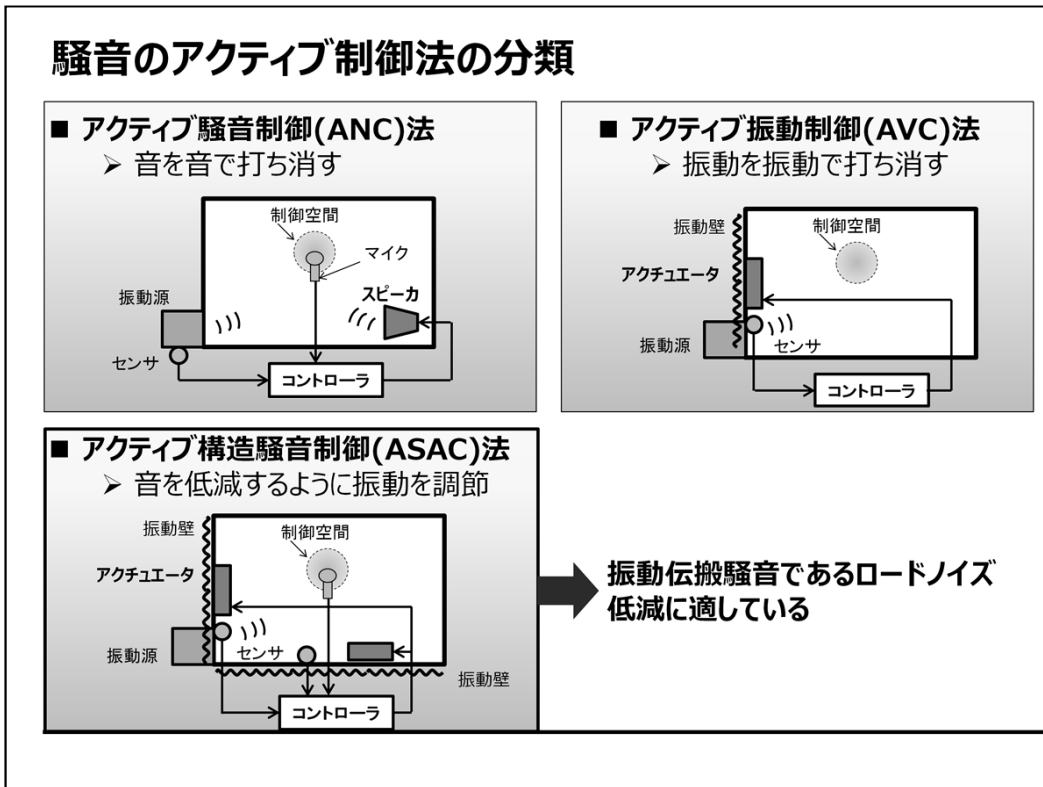 騒音のアクティブ制御法の分類
■ アクティブ騒音制御(ANC)法
➢ 音を音で打ち消す
制御空間
マイク
スピーカ
振動源
センサ
コントローラ
■ アクティブ振動制御(AVC)法
➢ 振動を振動で打ち消す
振動壁
制御空間
アクチュエータ
振動源
センサ
コントローラ
■ アクティブ構造騒音制御(ASAC)法
➢ 音を低減するように振動を調節
振動壁
制御空間
アクチュエータ
振動源
センサ
振動壁
コントローラ
振動伝搬騒音であるロードノイズ
低減に適している